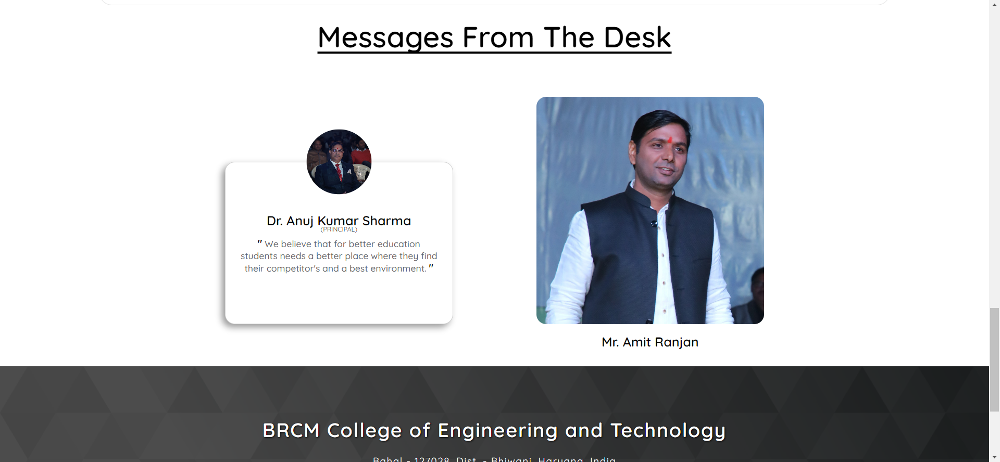 Messages From The Desk
Dr. Anuj Kumar Sharma
(PRINCIPAL)
" We believe that for better education
students needs a better place where they find
their competitor's and a best environment. "
Mr. Amit Ranjan
BRCM College of Engineering and Technology
Bahal - 127028, Dist. - Bhiwani, Haryana, India